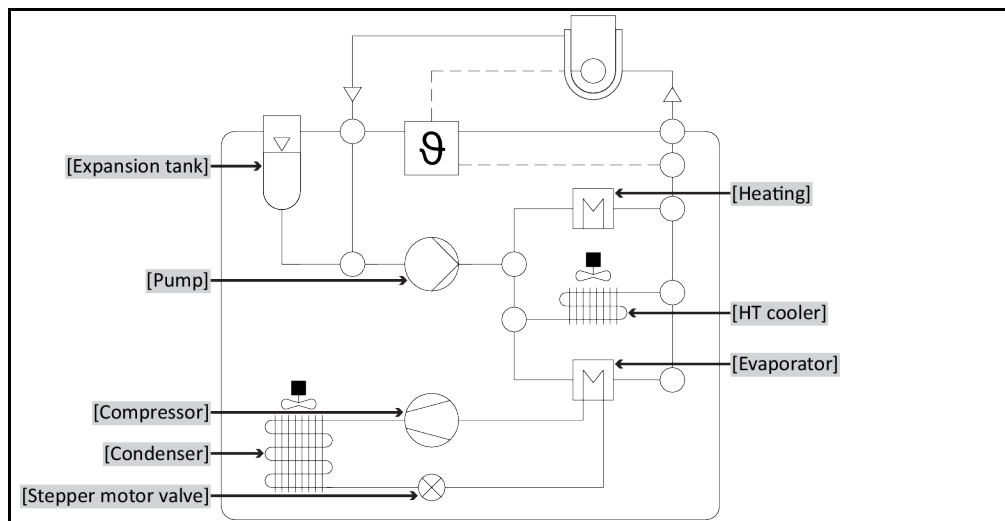 ϑ
[Expansion tank]
[Heating]
[Pump]
[HT cooler]
[Evaporator]
[Compressor]
[Condenser]
[Stepper motor valve]